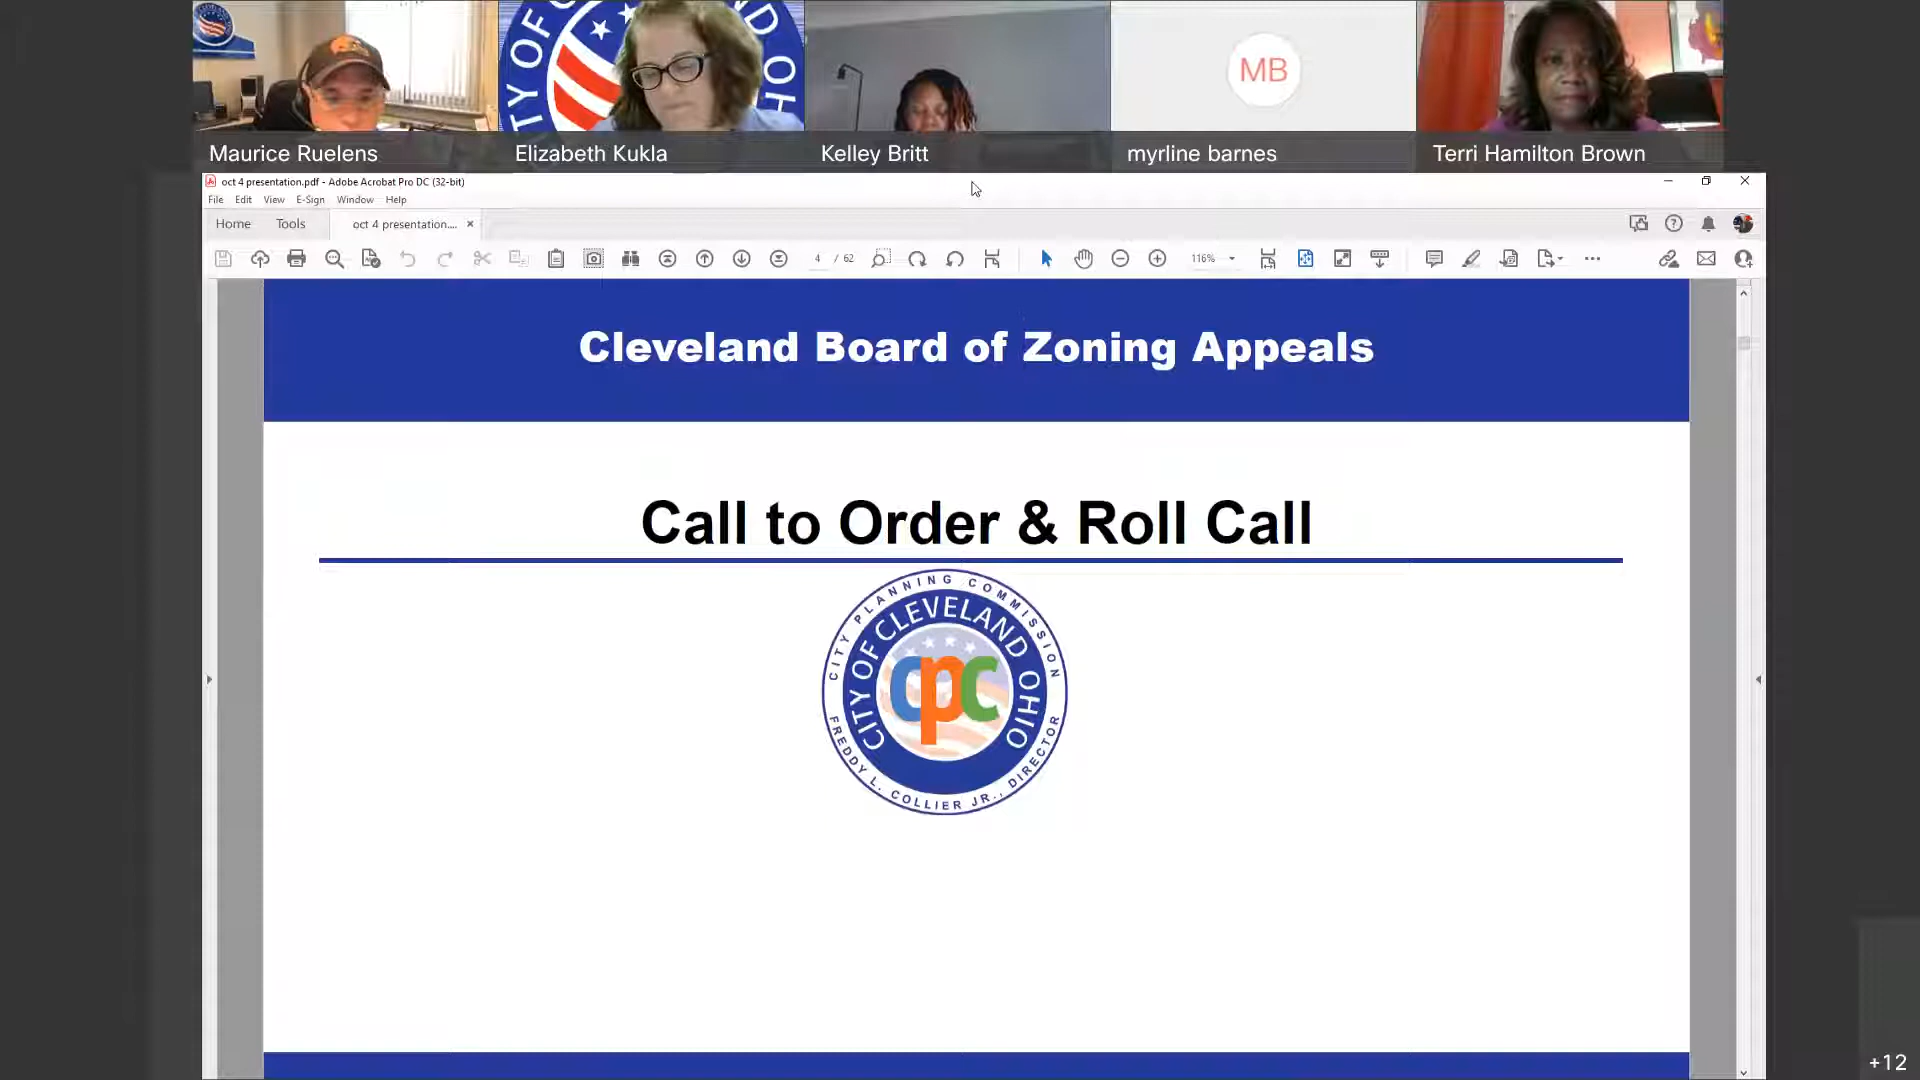 CITY OF C
OHIO
MB
Maurice Ruelens
Elizabeth Kukla
Kelley Britt
myrline barnes
Terri Hamilton Brown
oct 4 presentation.pdf - Adobe Acrobat Pro DC (32-bit)
File Edit View E-Sign Window Help
Home Tools oct 4 presentation....
4 / 62 116%
Cleveland Board of Zoning Appeals
Call to Order & Roll Call
CITY PLANNING COMMISSION
CITY OF CLEVELAND OHIO
cpc
FREDDY L. COLLIER JR., DIRECTOR
+12